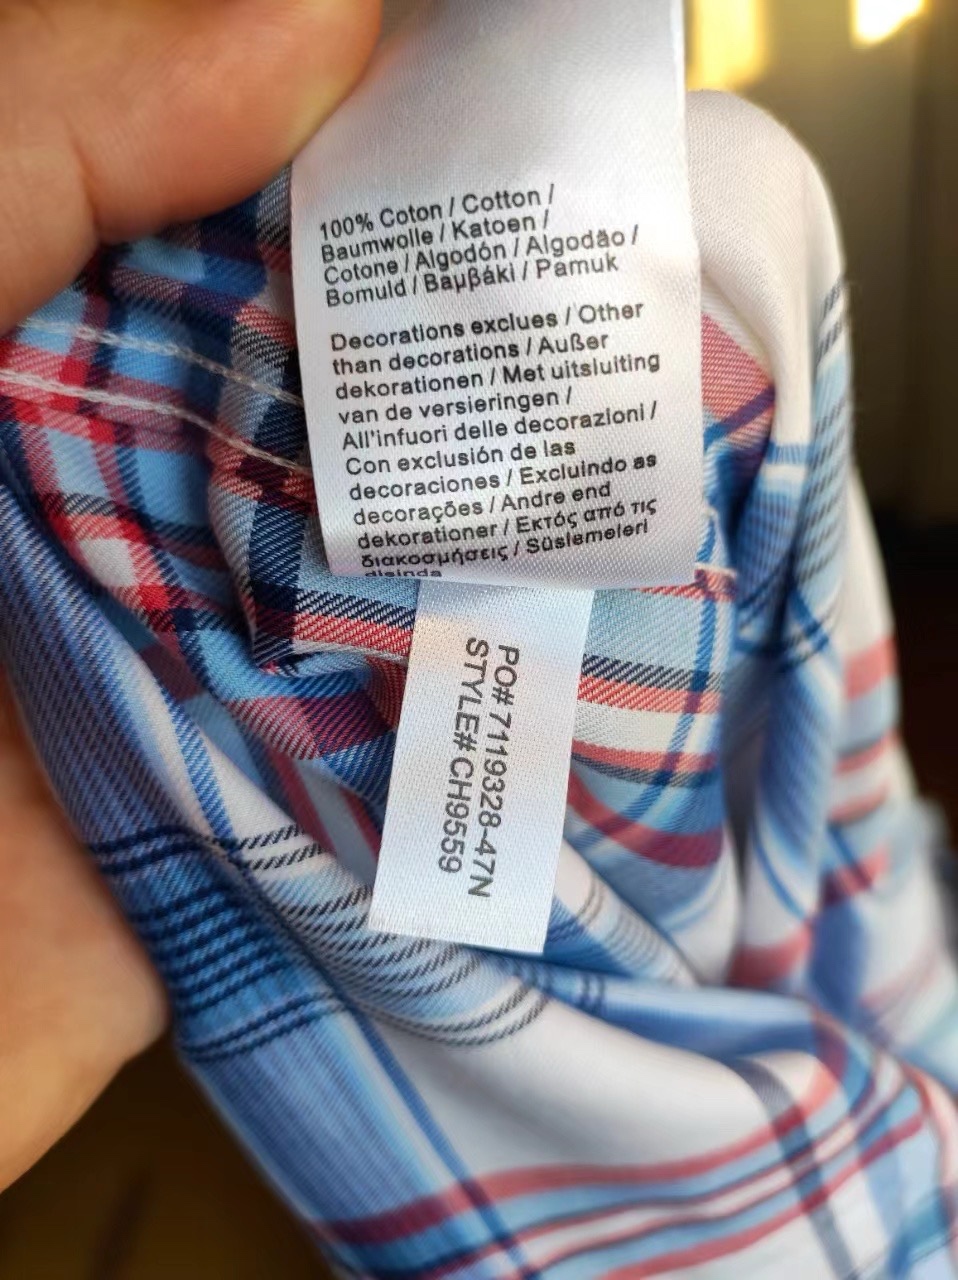 100% Coton / Cotton /
Baumwolle / Katoen /
Cotone / Algodón / Algodão /
Bomuld / Βαμβάκι / Pamuk
Decorations exclues / Other
than decorations / Außer
dekorationen / Met uitsluiting
van de versieringen /
All'infuori delle decorazioni /
Con exclusión de las
decoraciones / Excluindo as
decorações / Andre end
dekorationer / Εκτός από τις
διακοσμήσεις / Süslemeleri
PO# 7119328-47N
STYLE# CH9559